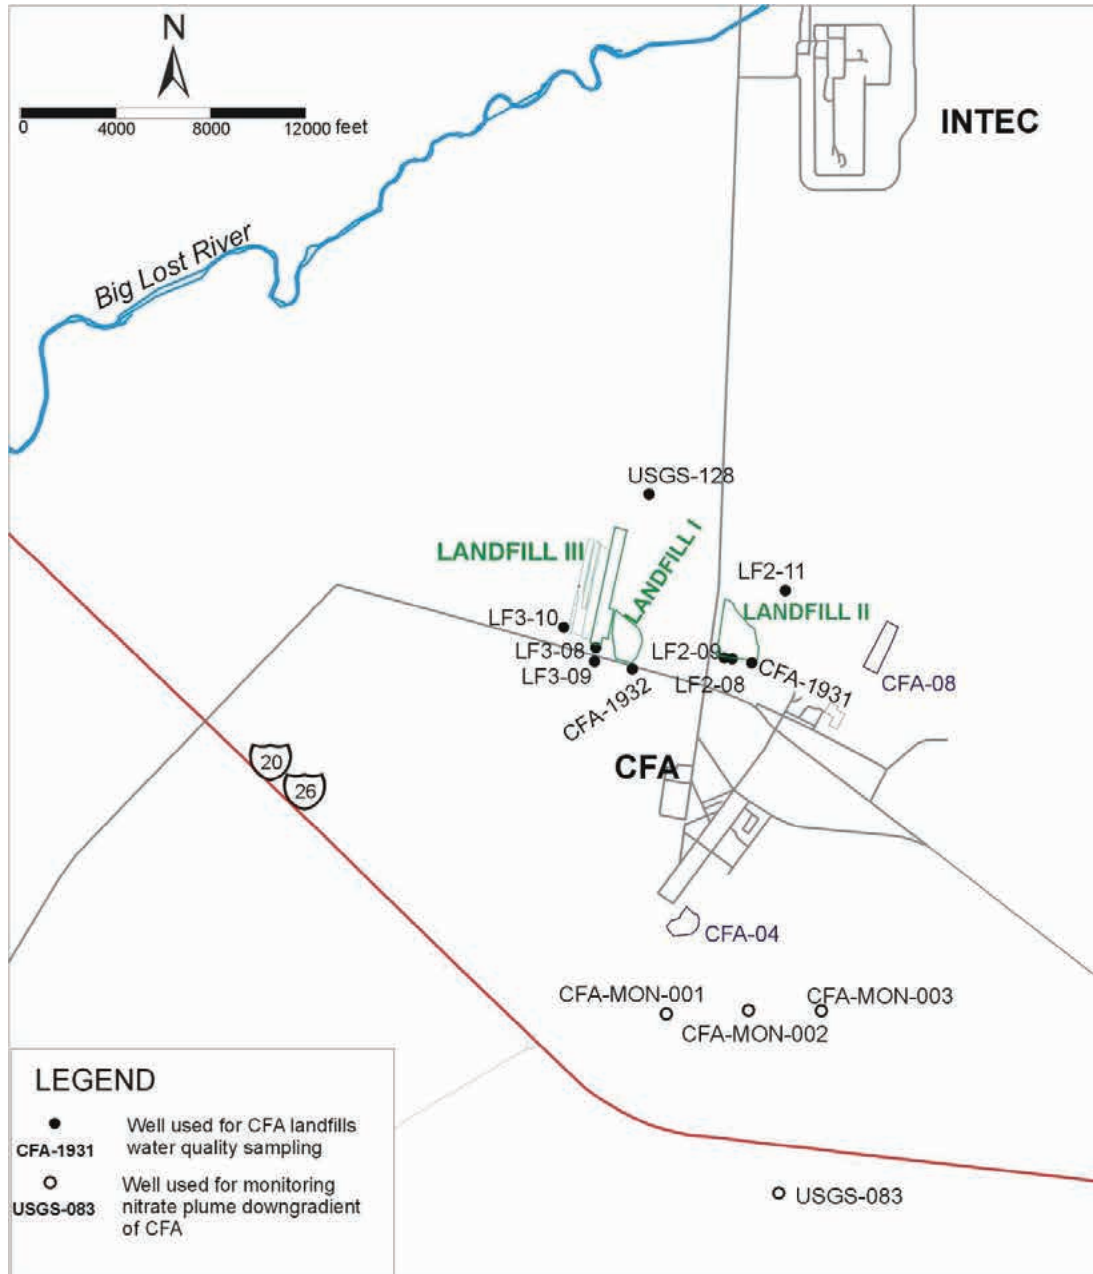 N
0 4000 8000 12000 feet
INTEC
Big Lost River
USGS-128
LANDFILL III
LANDFILL I
LF2-11
LANDFILL II
LF3-10
LF3-08
LF2-09
LF3-09
LF2-08
CFA-1931
CFA-08
CFA-1932
CFA
20
26
CFA-04
CFA-MON-001
CFA-MON-003
CFA-MON-002
LEGEND
Well used for CFA landfills
CFA-1931
water quality sampling
Well used for monitoring
USGS-083
nitrate plume downgradient
of CFA
USGS-083